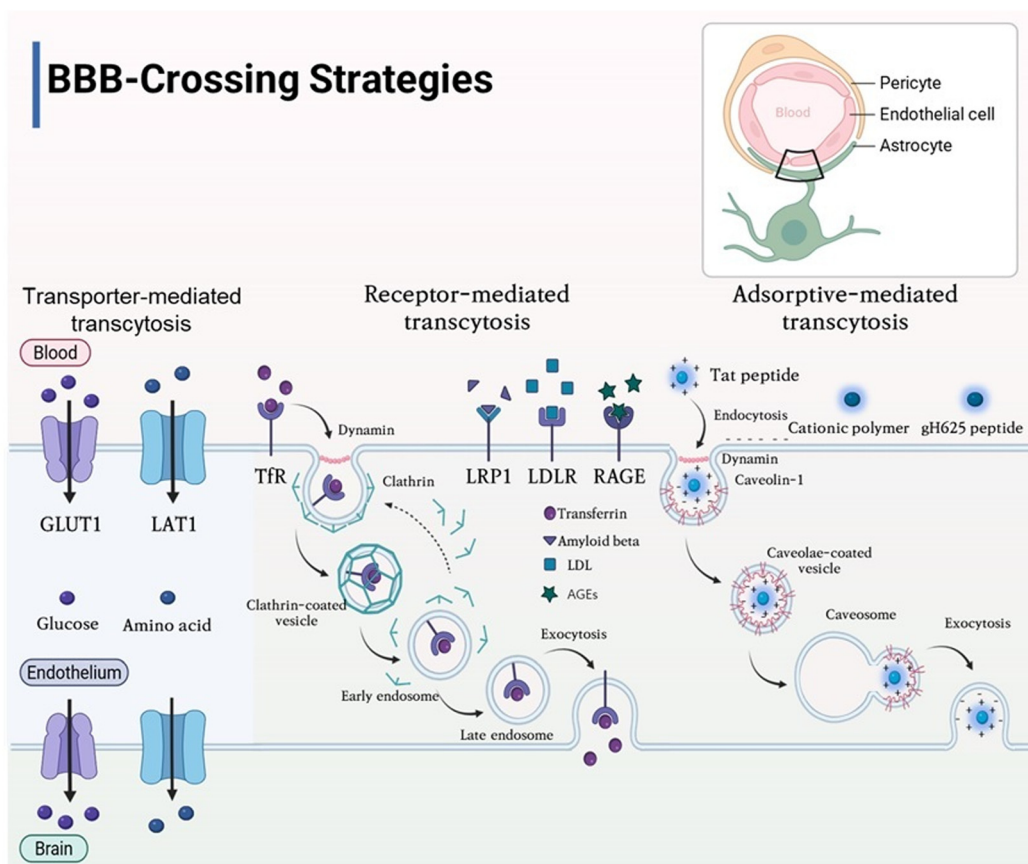 BBB-Crossing Strategies
Blood
Pericyte
Endothelial cell
Astrocyte
Transporter-mediated
transcytosis
Receptor-mediated
transcytosis
Adsorptive-mediated
transcytosis
Blood
Tat peptide
Endocytosis
Cationic polymer
gH625 peptide
Dynamin
TfR
LRP1
LDLR
RAGE
Dynamin
Clathrin
Caveolin-1
GLUT1
LAT1
Transferrin
Amyloid beta
LDL
AGEs
Caveolae-coated
vesicle
Clathrin-coated
vesicle
Glucose
Amino acid
Caveosome
Exocytosis
Exocytosis
Endothelium
Early endosome
Late endosome
Brain